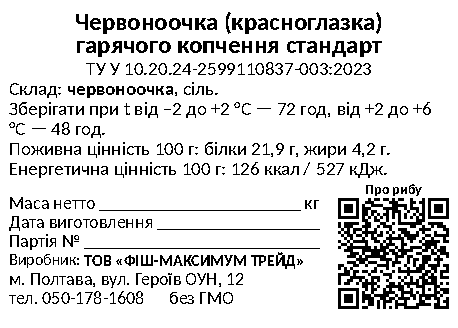 Червоноочка (красноглазка)
гарячого копчення стандарт
ТУ У 10.20.24-2599110837-003:2023
Склад: червоноочка, сіль.
Зберігати при t від –2 до +2 °C — 72 год, від +2 до +6
°C — 48 год.
Поживна цінність 100 г: білки 21,9 г, жири 4,2 г.
Енергетична цінність 100 г: 126 ккал / 527 кДж.
Про рибу
Маса нетто ______________________ кг
Дата виготовлення __________________
Партія № __________________________
Виробник: ТОВ «ФІШ-МАКСИМУМ ТРЕЙД»
м. Полтава, вул. Героїв ОУН, 12
тел. 050-178-1608 без ГМО